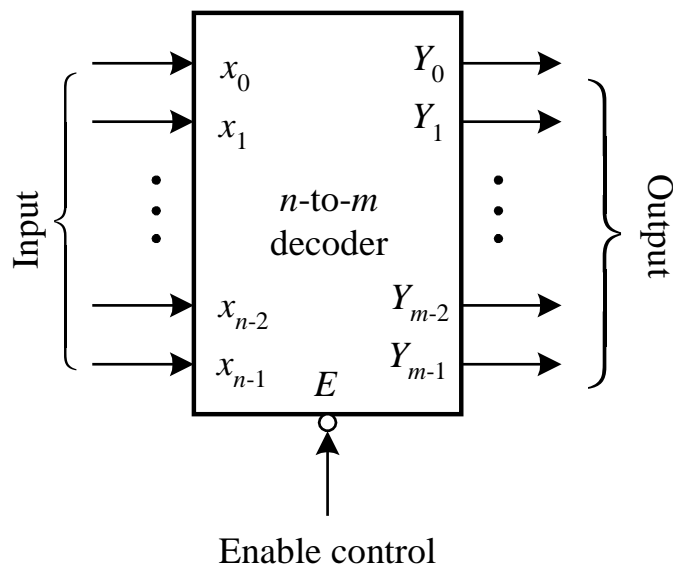 Input
x0
x1
xn-2
xn-1
n-to-m
decoder
E
Y0
Y1
Ym-2
Ym-1
Output
Enable control